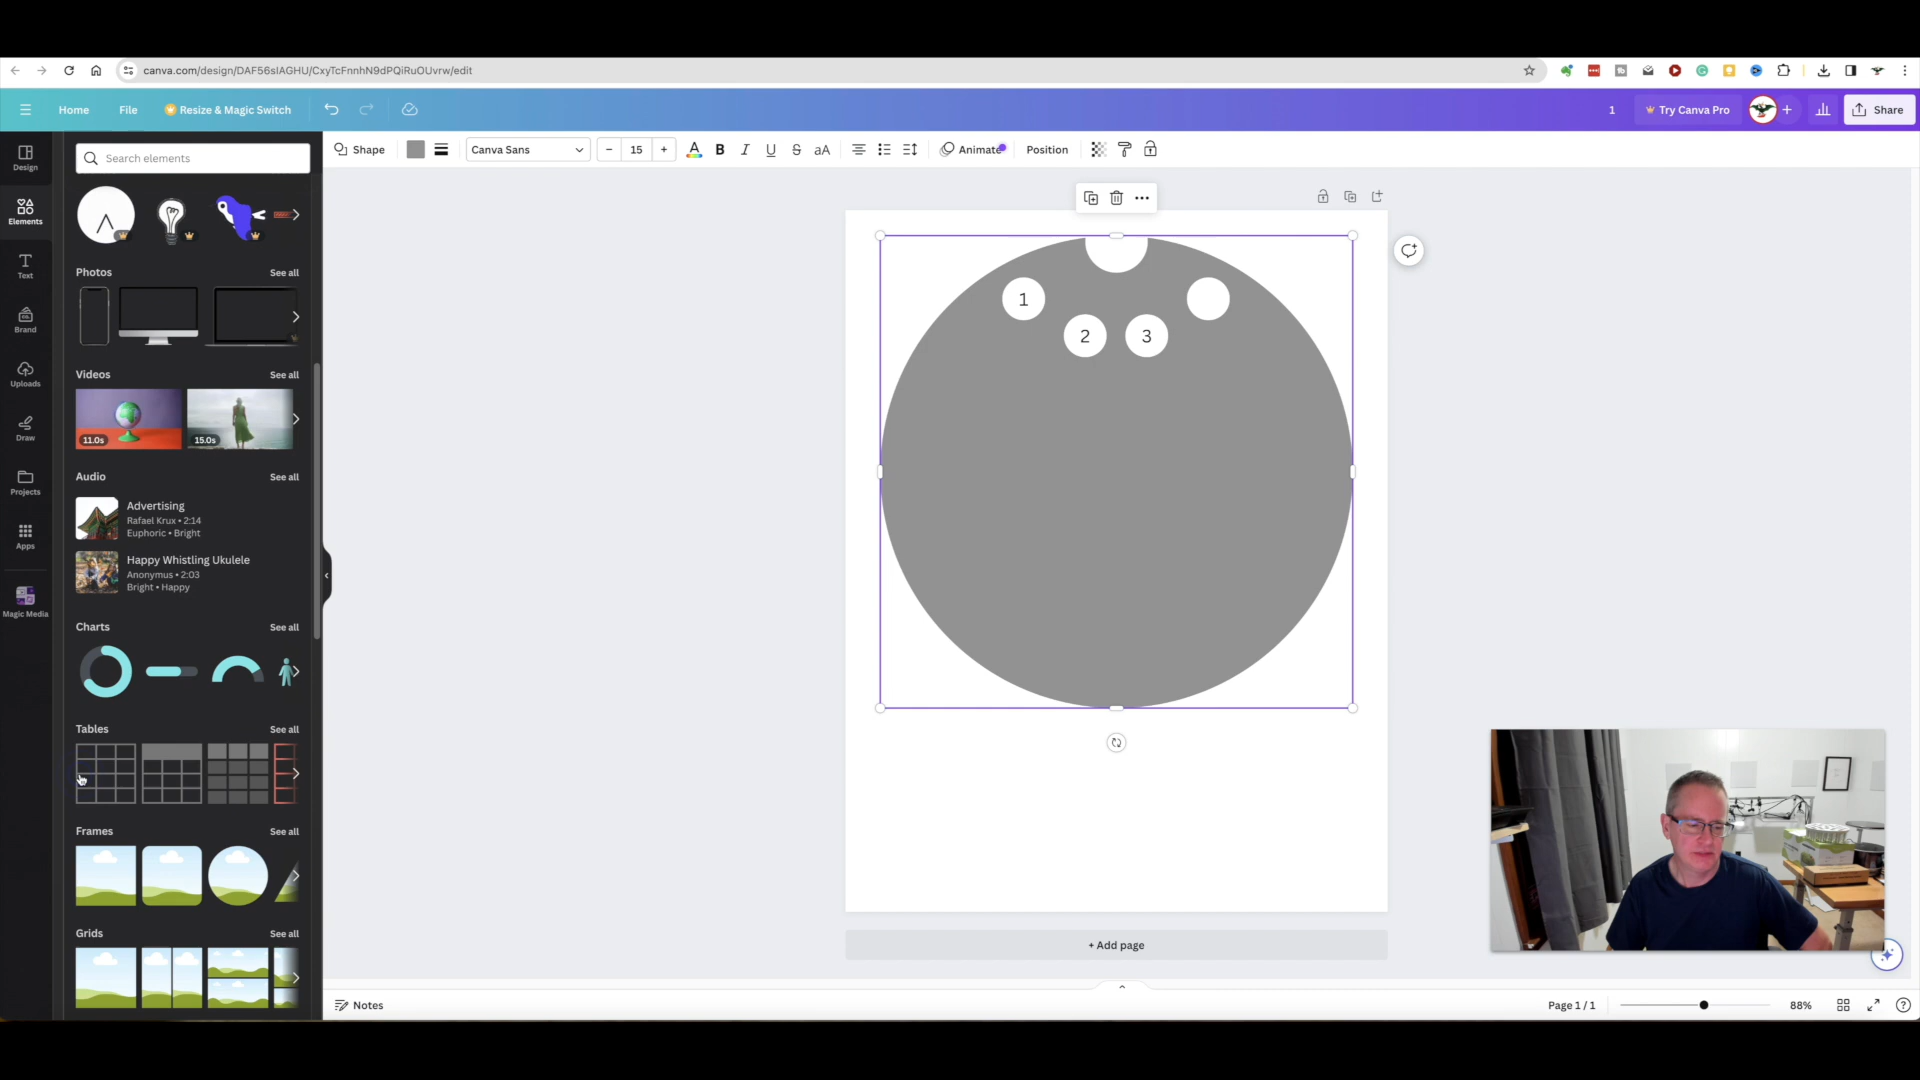 canva.com/design/DAF56sIAGHU/CxyTcFnnhN9dPQiRuOUvrw/edit
Home File Resize & Magic Switch 1 Try Canva Pro Share
Shape Canva Sans 15 B I U S aA Animate Position
Design
Elements
Text
Brand
Uploads
Draw
Projects
Apps
Magic Media
Search elements
Photos See all
Videos See all
11.0s 15.0s
Audio See all
Advertising
Rafael Krux • 2:14
Euphoric • Bright
Happy Whistling Ukulele
Anonymus • 2:03
Bright • Happy
Charts See all
Tables See all
Frames See all
Grids See all
1
2 3
+ Add page
Notes Page 1 / 1 88%